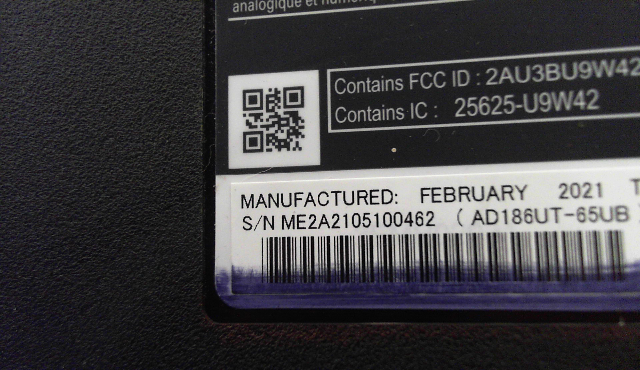 analogique et numériq
Contains FCC ID : 2AU3BU9W42
Contains IC : 25625-U9W42
MANUFACTURED: FEBRUARY 2021 T
S/N ME2A2105100462 ( AD186UT-65UB